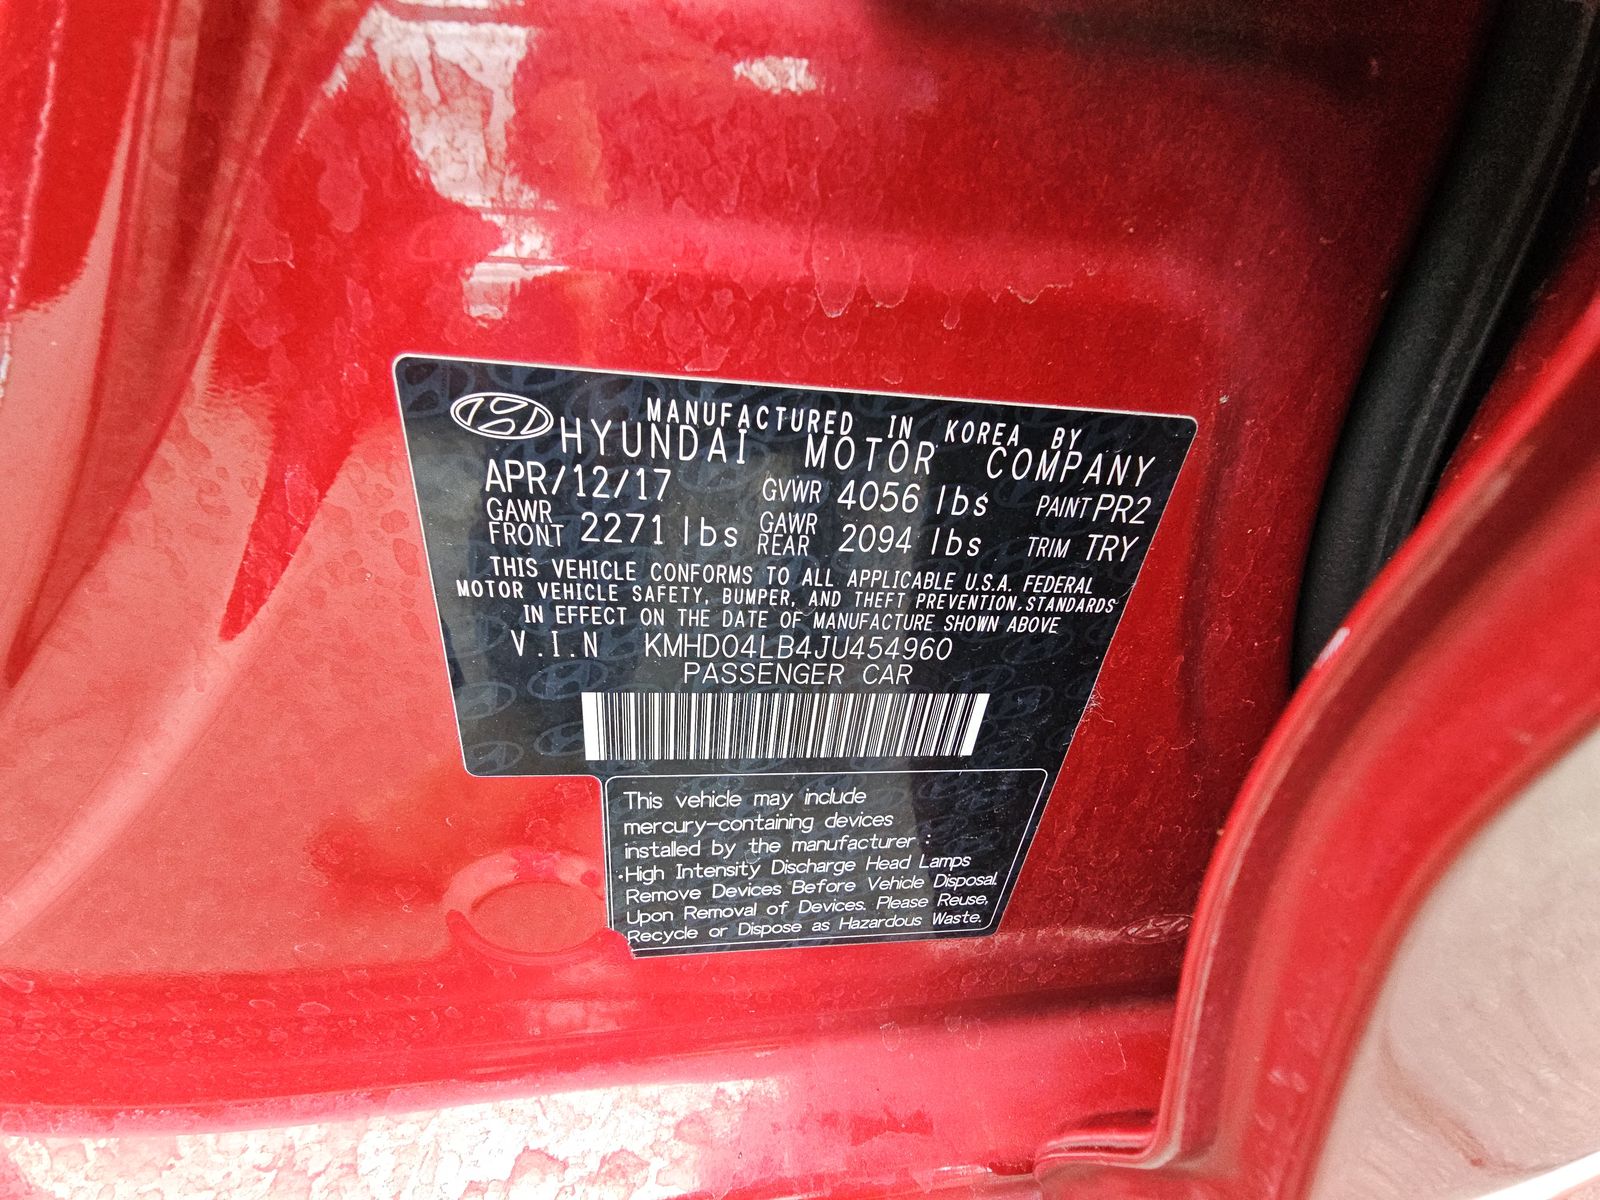 MANUFACTURED IN KOREA BY
HYUNDAI MOTOR COMPANY
APR/12/17 GVWR 4056 lbs PAINT PR2
GAWR FRONT 2271 lbs GAWR REAR 2094 lbs TRIM TRY
THIS VEHICLE CONFORMS TO ALL APPLICABLE U.S.A. FEDERAL
MOTOR VEHICLE SAFETY, BUMPER, AND THEFT PREVENTION STANDARDS
IN EFFECT ON THE DATE OF MANUFACTURE SHOWN ABOVE
V.I.N KMHD04LB4JU454960
PASSENGER CAR
This vehicle may include
mercury-containing devices
installed by the manufacturer :
·High Intensity Discharge Head Lamps
Remove Devices Before Vehicle Disposal.
Upon Removal of Devices. Please Reuse,
Recycle or Dispose as Hazardous Waste.